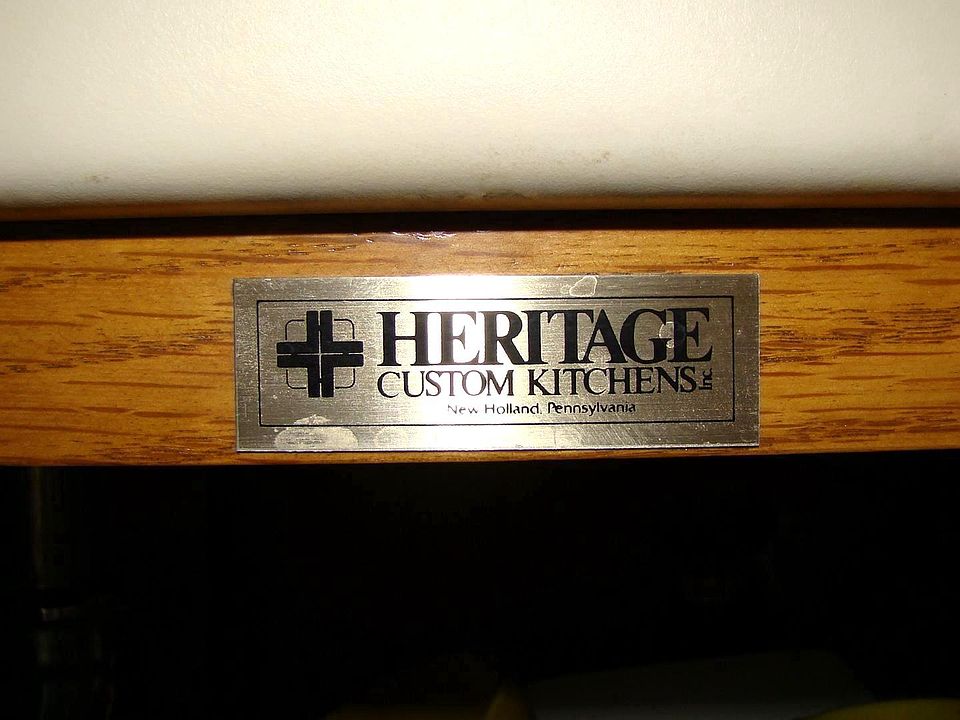 HERITAGE
CUSTOM KITCHENS Inc.
New Holland, Pennsylvania